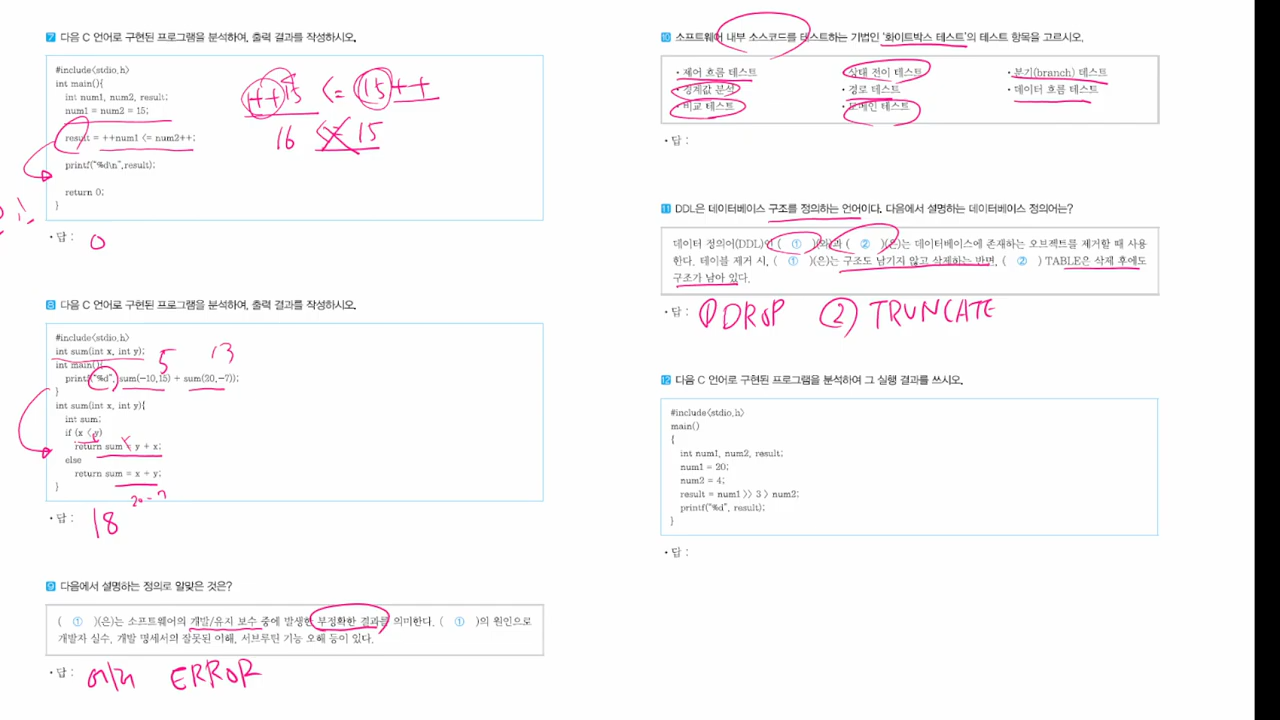 7 다음 C 언어로 구현된 프로그램을 분석하여, 출력 결과를 작성하시오.
#include<stdio.h>
int main(){
int num1, num2, result;
num1 = num2 = 15;
result = ++num1 <= num2++;
printf("%d\n",result);
return 0;
}
++15 <= 15++
16 <= 15
• 답 : 0
8 다음 C 언어로 구현된 프로그램을 분석하여, 출력 결과를 작성하시오.
#include<stdio.h>
int sum(int x, int y);
5 13
int main(){
printf("%d", sum(-10,15) + sum(20,-7));
}
int sum(int x, int y){
int sum;
if (x < y)
return sum = y + x;
else
return sum = x + y;
}
20-7
• 답 : 18
9 다음에서 설명하는 정의로 알맞은 것은?
( ① )(은)는 소프트웨어의 개발/유지 보수 중에 발생한 부정확한 결과를 의미한다. ( ① )의 원인으로
개발자 실수, 개발 명세서의 잘못된 이해, 서브루틴 기능 오해 등이 있다.
• 답 : 에러 ERROR
10 소프트웨어 내부 소스코드를 테스트하는 기법인 '화이트박스 테스트'의 테스트 항목을 고르시오.
• 제어 흐름 테스트 • 상태 전이 테스트 • 분기(branch) 테스트
• 경계값 분석 • 경로 테스트 • 데이터 흐름 테스트
• 비교 테스트 • 도메인 테스트
• 답 :
11 DDL은 데이터베이스 구조를 정의하는 언어이다. 다음에서 설명하는 데이터베이스 정의어는?
데이터 정의어(DDL)인 ( ① )(와)과 ( ② )(은)는 데이터베이스에 존재하는 오브젝트를 제거할 때 사용
한다. 테이블 제거 시, ( ① )(은)는 구조도 남기지 않고 삭제하는 반면, ( ② ) TABLE은 삭제 후에도
구조가 남아 있다.
• 답 : ① DROP ② TRUNCATE
12 다음 C 언어로 구현된 프로그램을 분석하여 그 실행 결과를 쓰시오.
#include<stdio.h>
main()
{
int num1, num2, result;
num1 = 20;
num2 = 4;
result = num1 >> 3 > num2;
printf("%d", result);
}
• 답 :